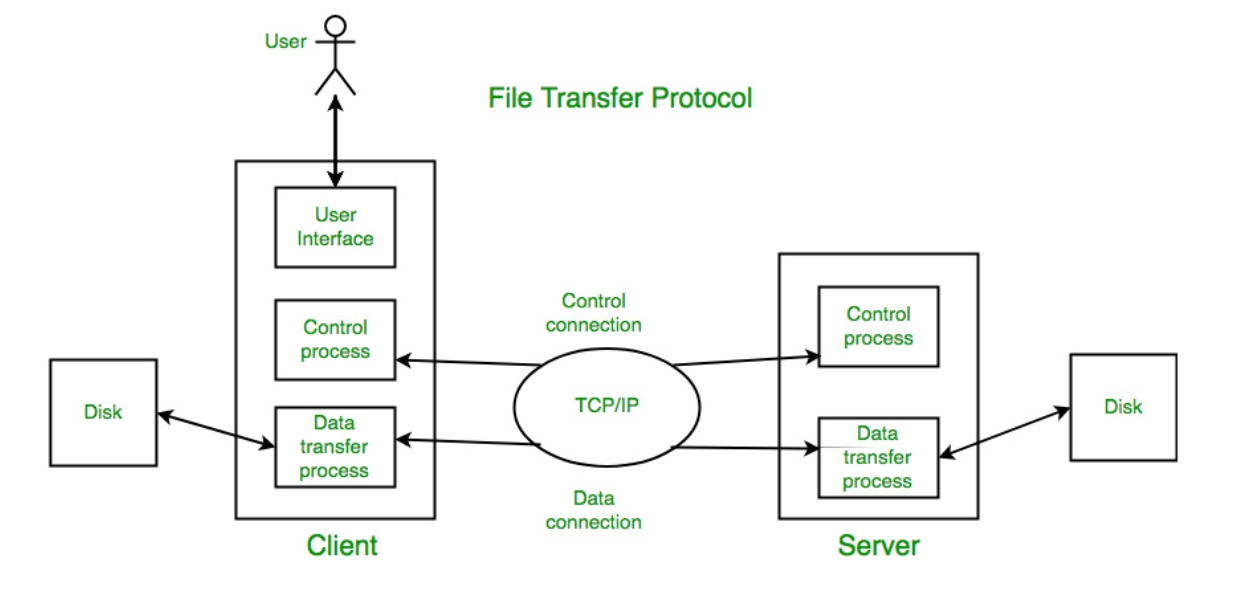 User
File Transfer Protocol
User
Interface
Control
process
Data
transfer
process
Disk
Client
Control
connection
TCP/IP
Data
connection
Control
process
Data
transfer
process
Disk
Server